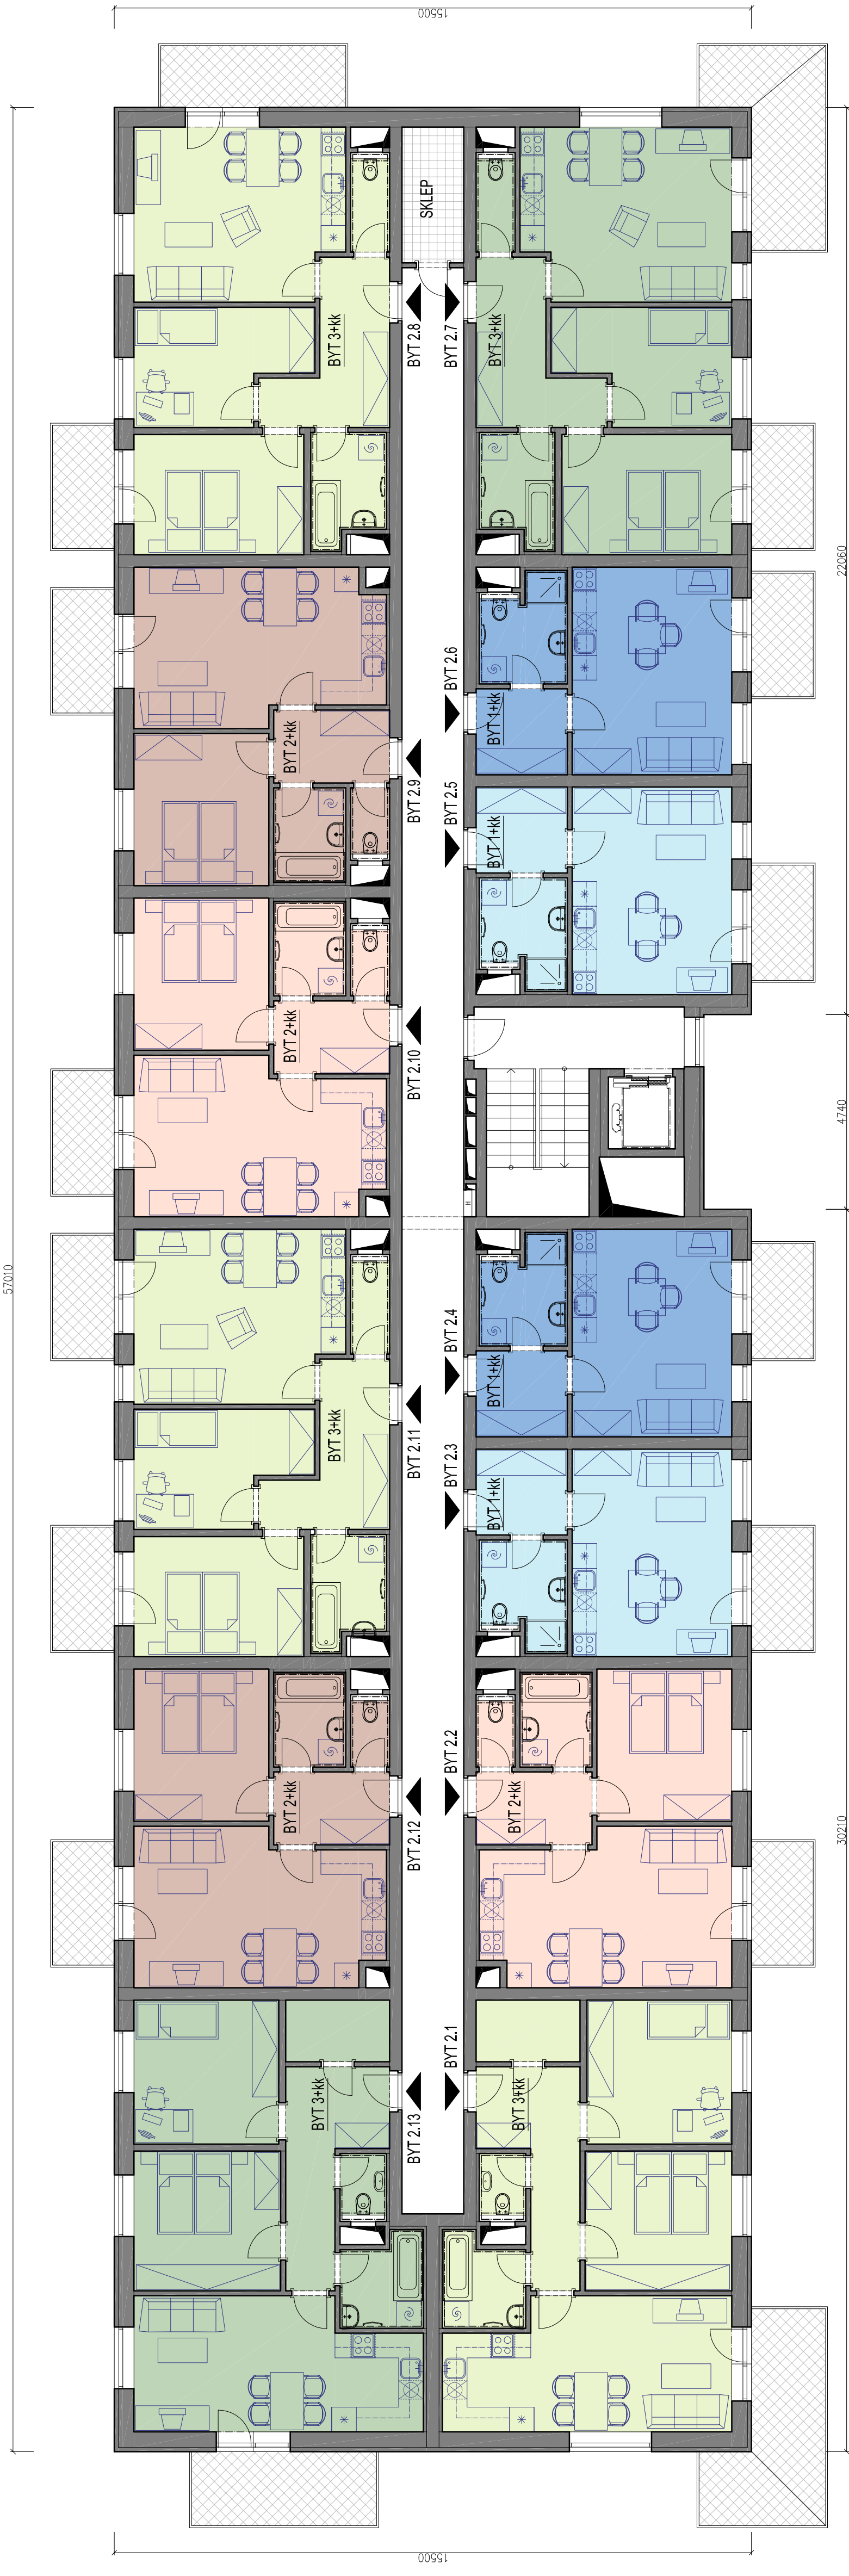 15500
SKLEP
BYT 3+kk
BYT 2.8
BYT 2.7
BYT 3+kk
22060
BYT 2.6
BYT 1+kk
BYT 2+kk
BYT 2.9
BYT 2.5
BYT 1+kk
BYT 2+kk
BYT 2.10
4740
57010
BYT 2.4
BYT 1+kk
BYT 3+kk
BYT 2.11
BYT 2.3
BYT 1+kk
BYT 2+kk
BYT 2.12
BYT 2.2
BYT 2+kk
30210
BYT 3+kk
BYT 2.13
BYT 2.1
BYT 3+kk
15500